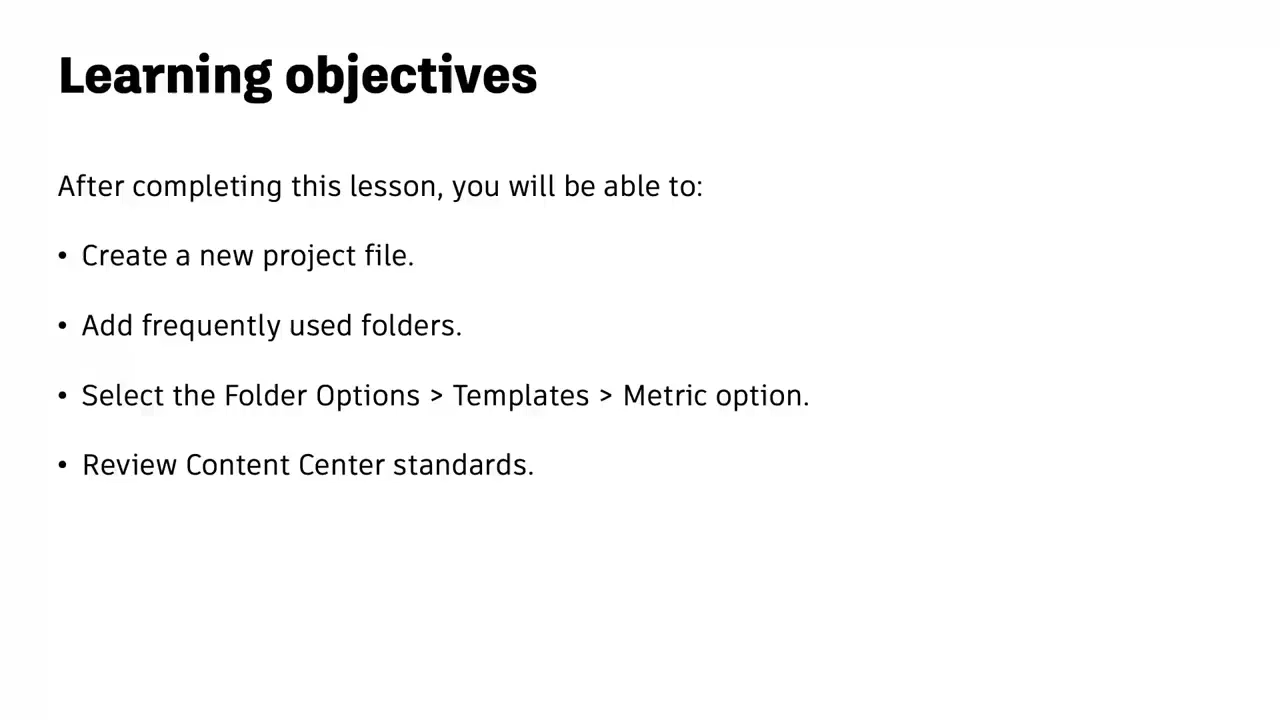 Learning objectives
After completing this lesson, you will be able to:
• Create a new project file.
• Add frequently used folders.
• Select the Folder Options > Templates > Metric option.
• Review Content Center standards.